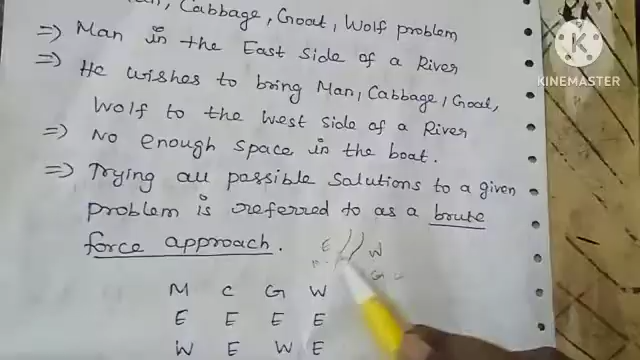 Man, Cabbage, Goat, Wolf problem
⇒ Man in the East side of a River
⇒ He wishes to bring Man, Cabbage, Goat,
Wolf to the west side of a River
⇒ No enough space in the boat.
⇒ Trying all possible solutions to a given
problem is referred to as a brute
force approach.
E W
G
M C G W
E E E E
W E W E
KINEMASTER